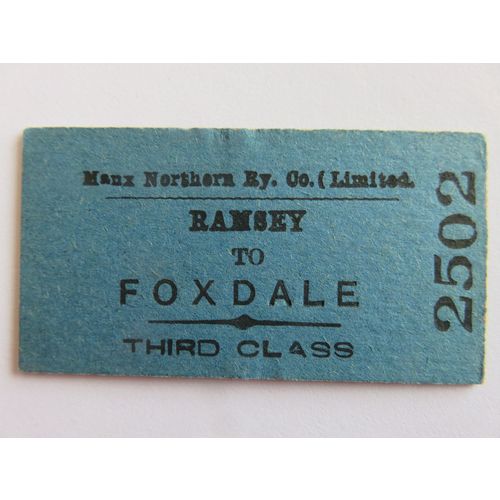 Manx Northern Ry. Co. (Limited.
RAMSEY
TO
FOXDALE
THIRD CLASS
2502